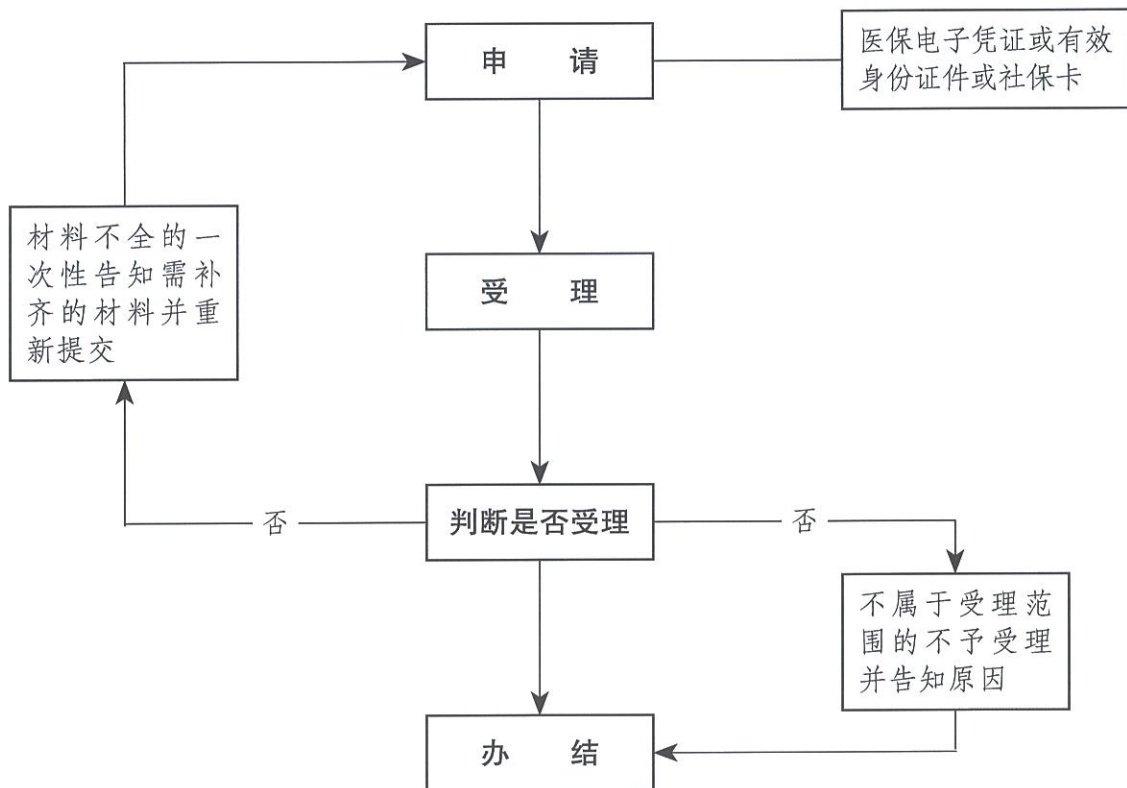 申 请
医保电子凭证或有效
身份证件或社保卡
材料不全的一
次性告知需补
齐的材料并重
新提交
受 理
否
判断是否受理
否
不属于受理范
围的不予受理
并告知原因
办 结